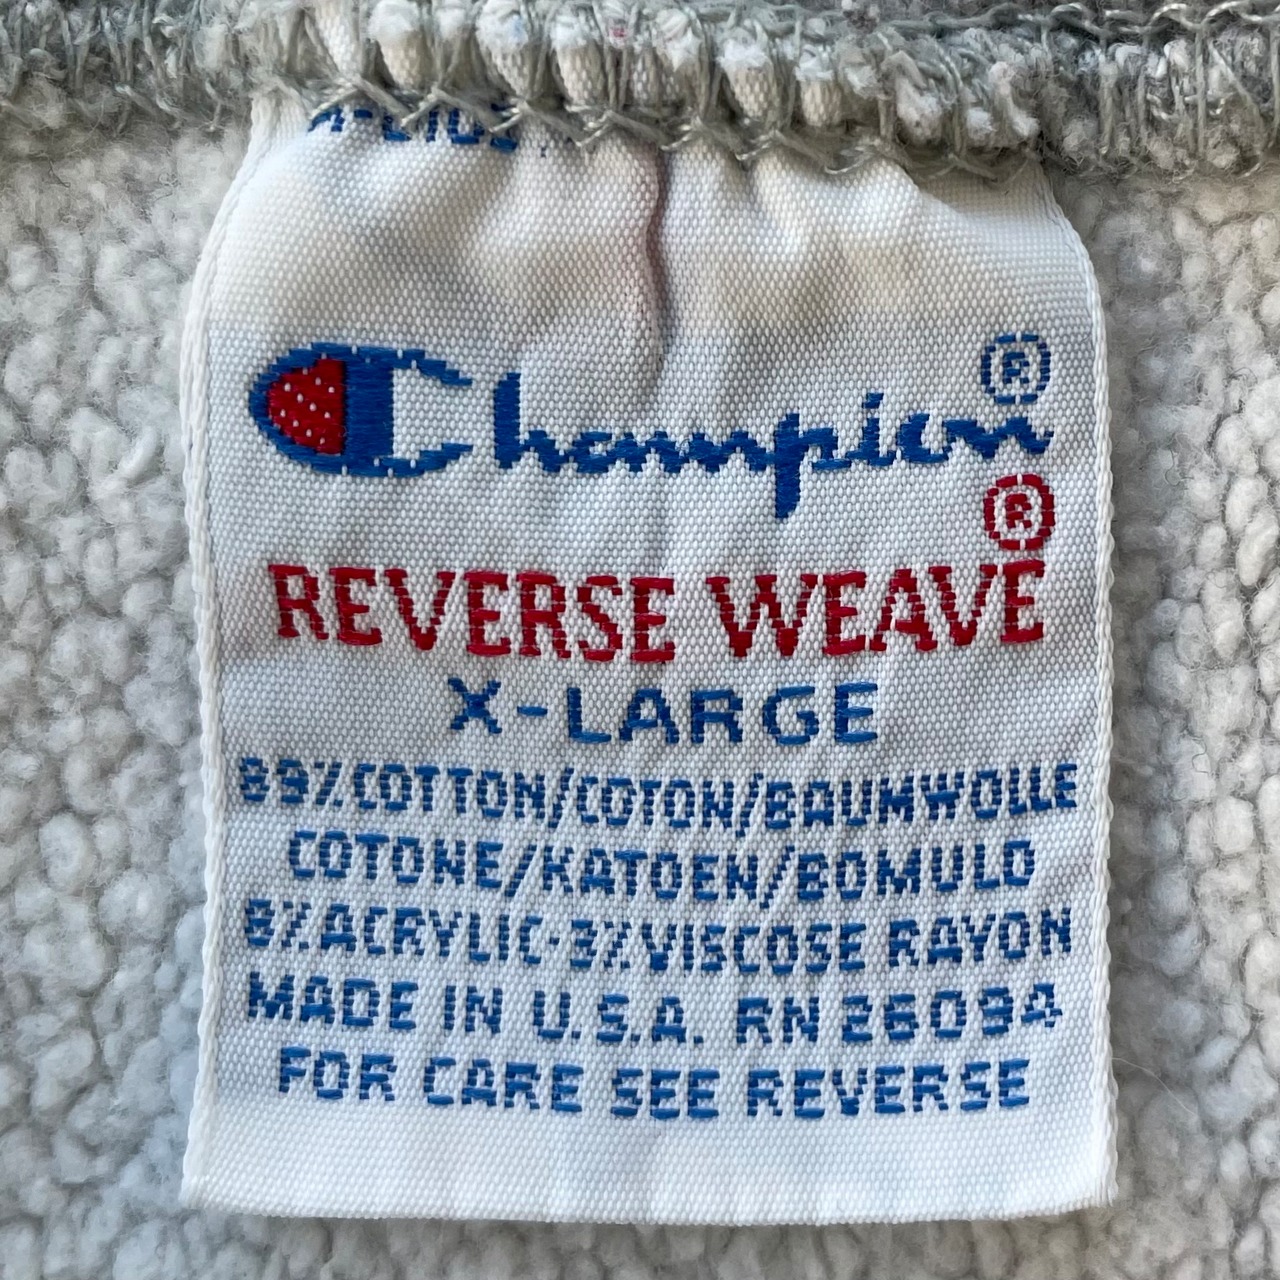 Champion®
®
REVERSE WEAVE
X-LARGE
89%COTTON/COTON/BAUMWOLLE
COTONE/KATOEN/BOMULD
8%ACRYLIC·3%VISCOSE RAYON
MADE IN U.S.A. RN 26094
FOR CARE SEE REVERSE